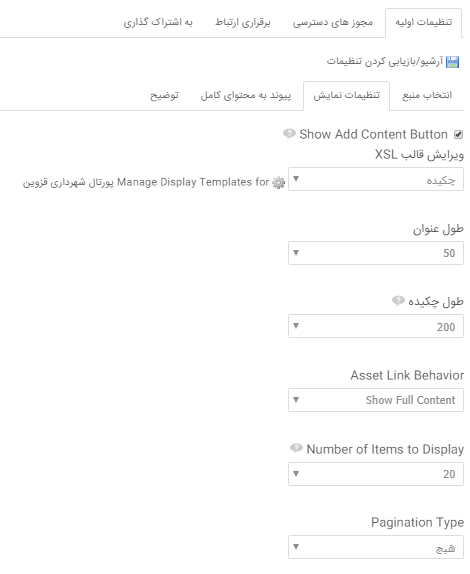 تنظیمات اولیه مجوز های دسترسی برقراری ارتباط به اشتراک گذاری
آرشیو/بازیابی کردن تنظیمات
انتخاب منبع تنظیمات نمایش پیوند به محتوای کامل توضیح
Show Add Content Button
ویرایش قالب XSL
چکیده
Manage Display Templates for پورتال شهرداری قزوین
طول عنوان
50
طول چکیده
200
Asset Link Behavior
Show Full Content
Number of Items to Display
20
Pagination Type
هیچ